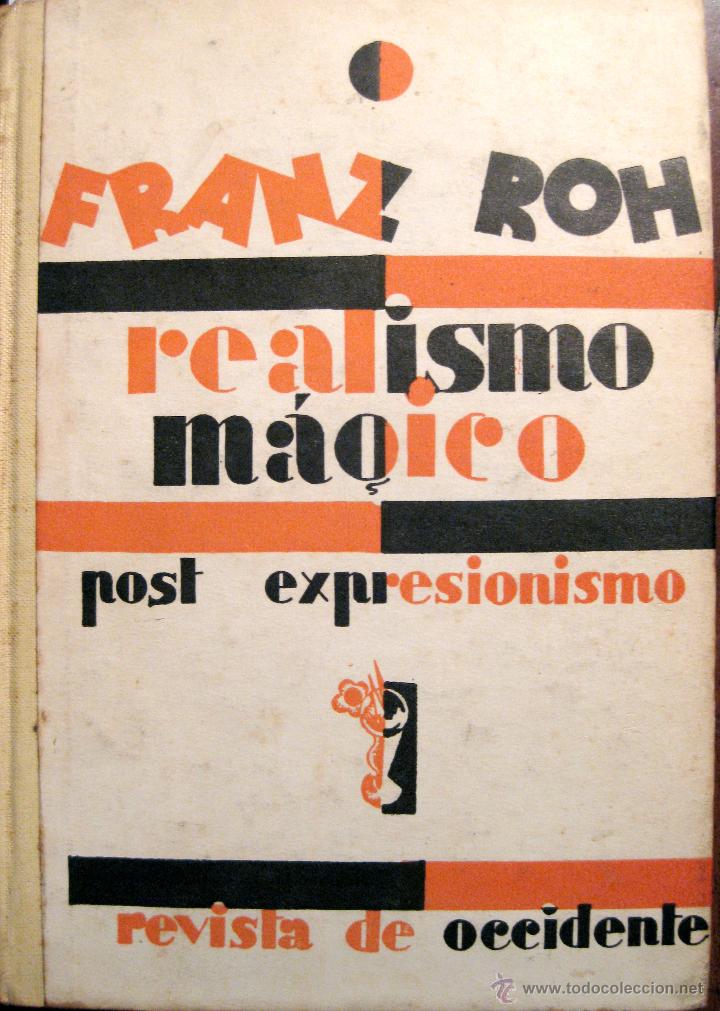 FRANZ ROH
realismo
mágico
post expresionismo
revista de occidente
© www.todocoleccion.net